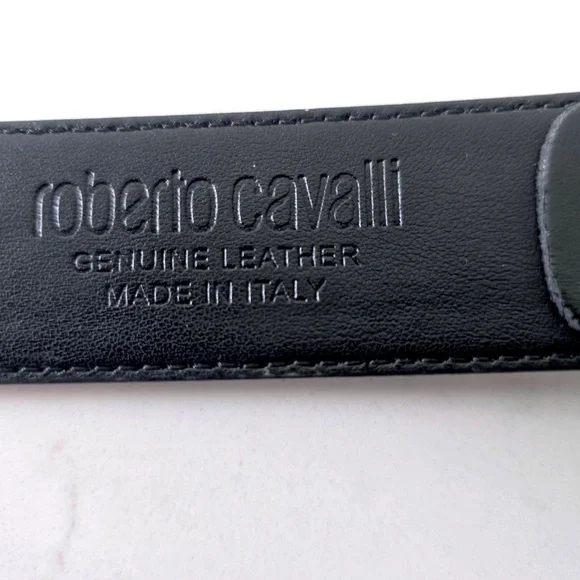 roberto cavalli
GENUINE LEATHER
MADE IN ITALY